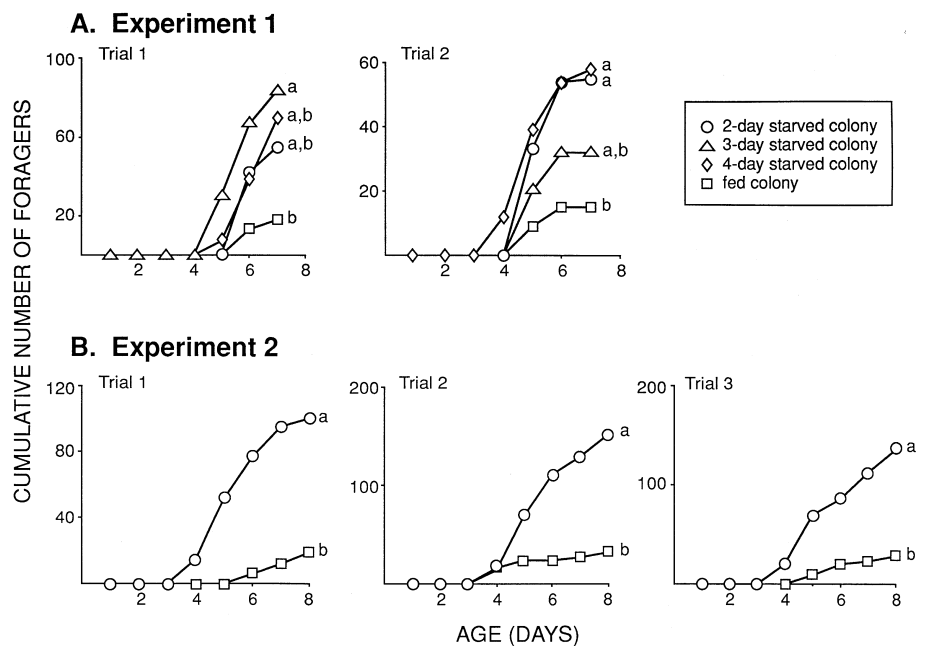 A. Experiment 1
Trial 1
Trial 2
100
60
20
2 4 6 8
a
a,b
a,b
b
60
40
20
2 4 6 8
a
a
a,b
b
2-day starved colony
3-day starved colony
4-day starved colony
fed colony
CUMULATIVE NUMBER OF FORAGERS
B. Experiment 2
Trial 1
Trial 2
Trial 3
120
80
40
2 4 6 8
a
b
200
100
2 4 6 8
a
b
200
100
2 4 6 8
a
b
AGE (DAYS)